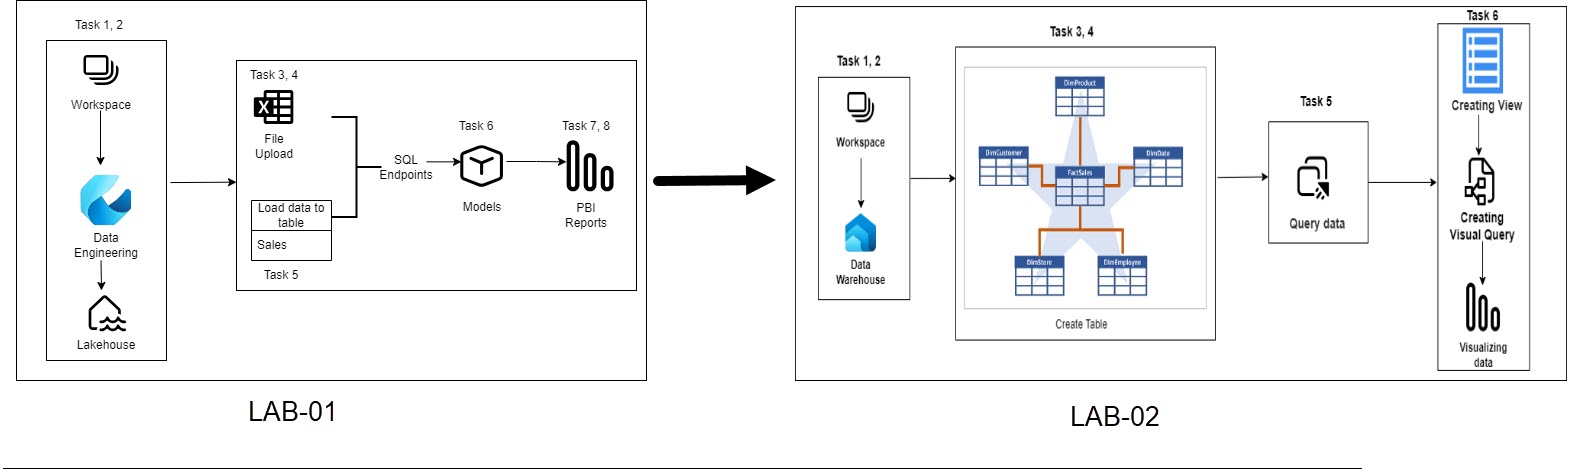 Task 1, 2
Workspace
Data
Engineering
Lakehouse
Task 3, 4
File
Upload
Load data to
table
Sales
Task 5
SQL
Endpoints
Task 6
Models
Task 7, 8
PBI
Reports
LAB-01
Task 1, 2
Workspace
Data
Warehouse
Task 3, 4
DimProduct
DimCustomer
DimDate
FactSales
DimStore
DimEmployee
Create Table
Task 5
Query data
Task 6
Creating View
Creating
Visual Query
Visualizing
data
LAB-02